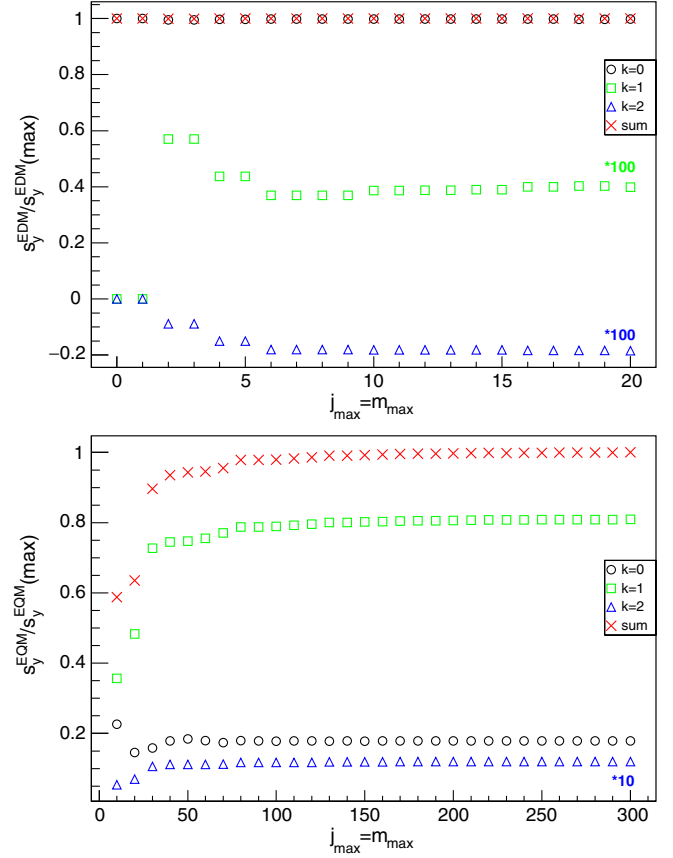 1
0.8
0.6
0.4
0.2
0
−0.2
s_y^EDM/s_y^EDM(max)
k=0
k=1
k=2
sum
*100
*100
0 5 10 15 20
j_max=m_max
1
0.8
0.6
0.4
0.2
s_y^EQM/s_y^EQM(max)
k=0
k=1
k=2
sum
*10
0 50 100 150 200 250 300
j_max=m_max